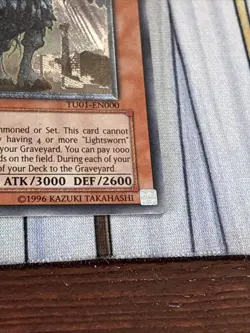 TU01-EN000
mmoned or Set. This card cannot
having 4 or more "Lightsworn"
your Graveyard. You can pay 1000
ds on the field. During each of your
of your Deck to the Graveyard.
ATK/3000 DEF/2600
©1996 KAZUKI TAKAHASHI